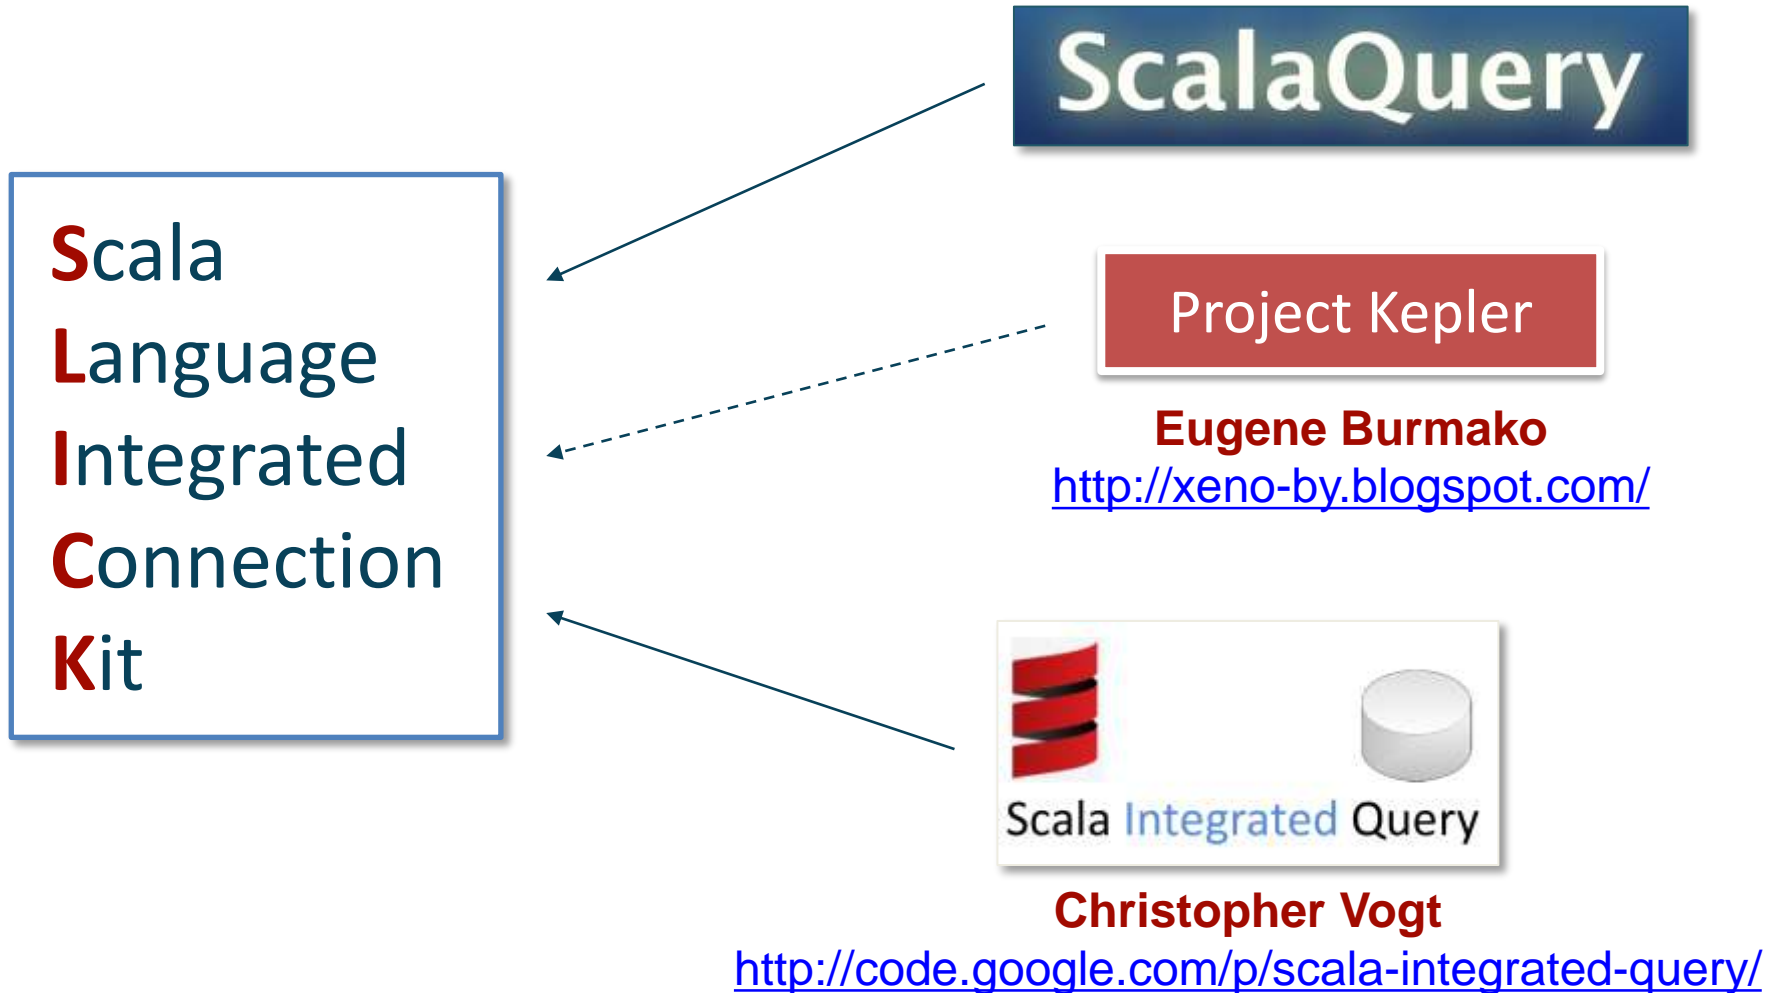 Scala
Language
Integrated
Connection
Kit
ScalaQuery
Project Kepler
Eugene Burmako
http://xeno-by.blogspot.com/
Scala Integrated Query
Christopher Vogt
http://code.google.com/p/scala-integrated-query/